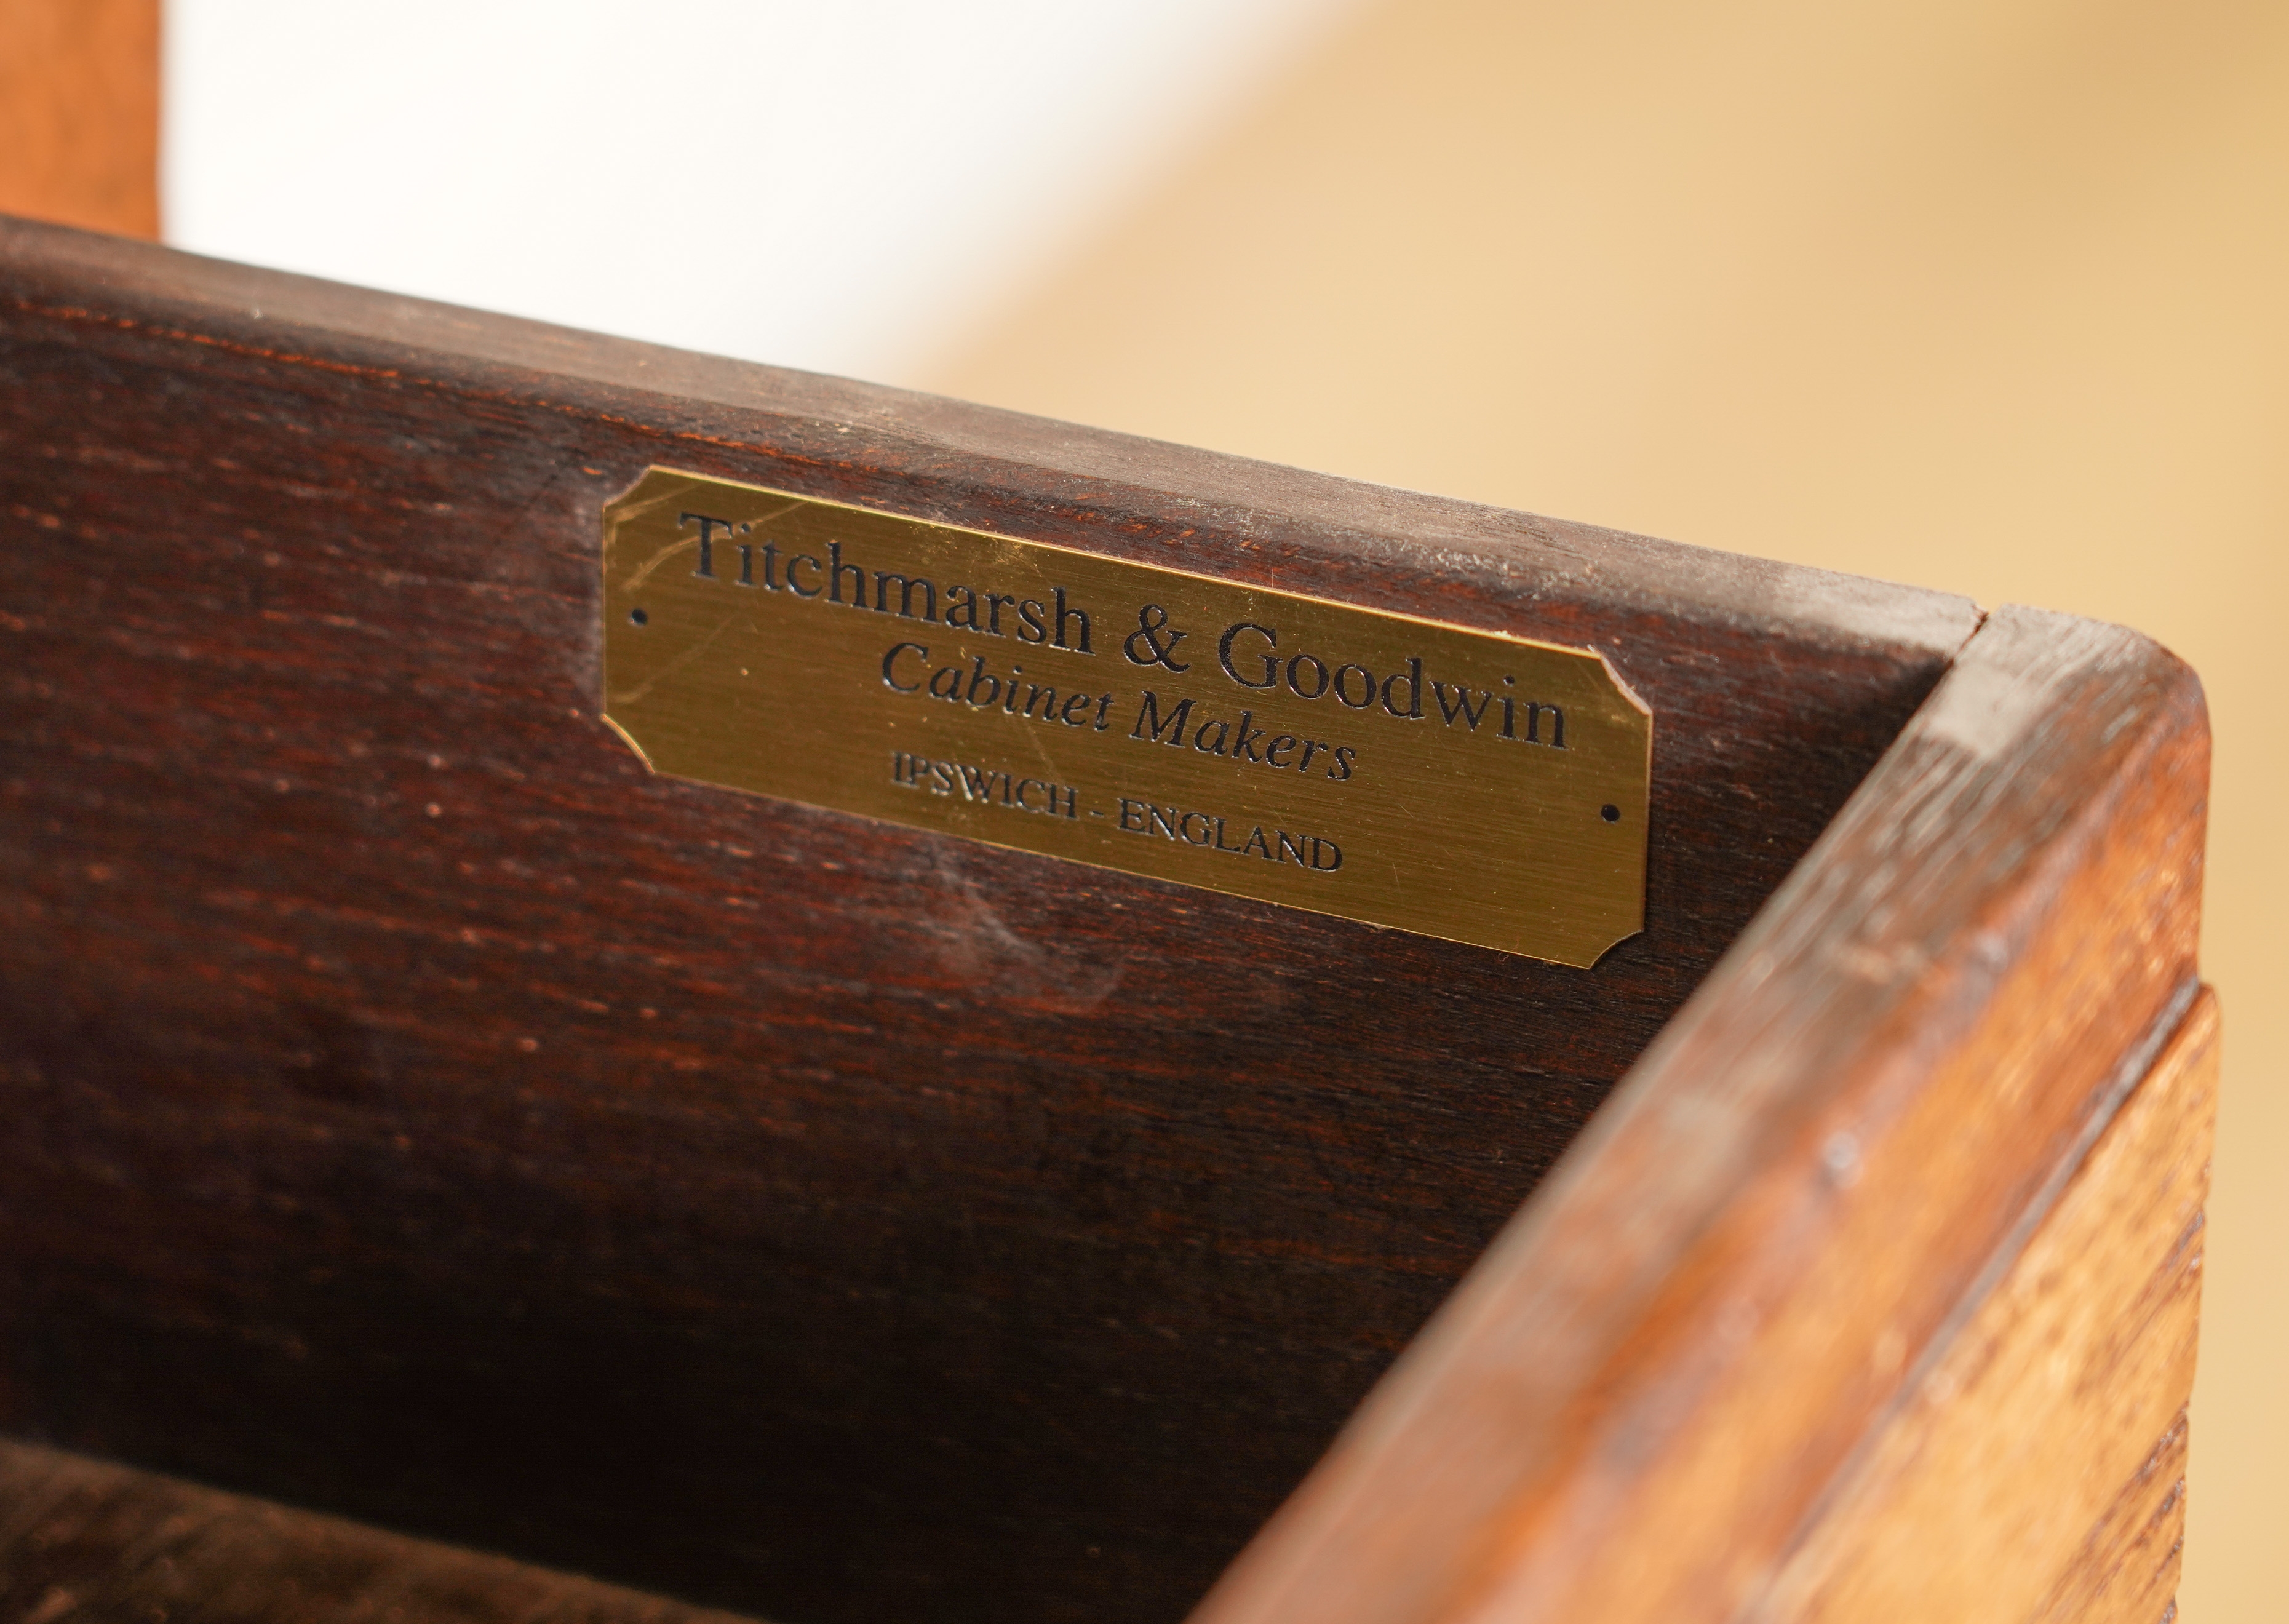 Titchmarsh & Goodwin
Cabinet Makers
IPSWICH - ENGLAND